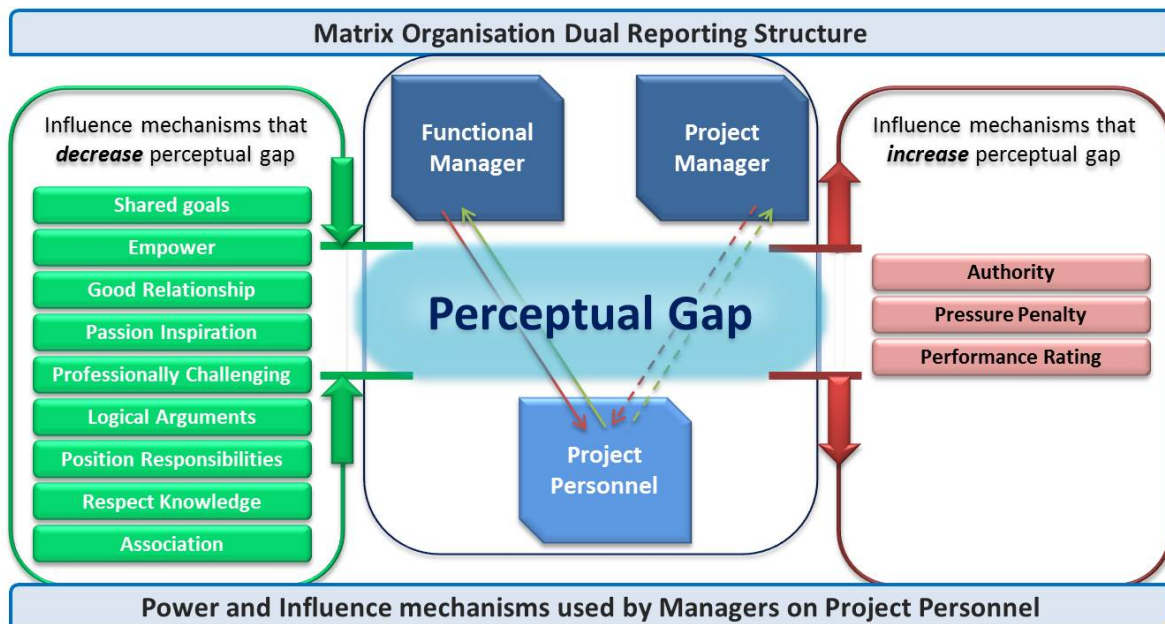 Matrix Organisation Dual Reporting Structure
Influence mechanisms that
decrease perceptual gap
Shared goals
Empower
Good Relationship
Passion Inspiration
Professionally Challenging
Logical Arguments
Position Responsibilities
Respect Knowledge
Association
Functional
Manager
Project
Manager
Perceptual Gap
Project
Personnel
Influence mechanisms that
increase perceptual gap
Authority
Pressure Penalty
Performance Rating
Power and Influence mechanisms used by Managers on Project Personnel